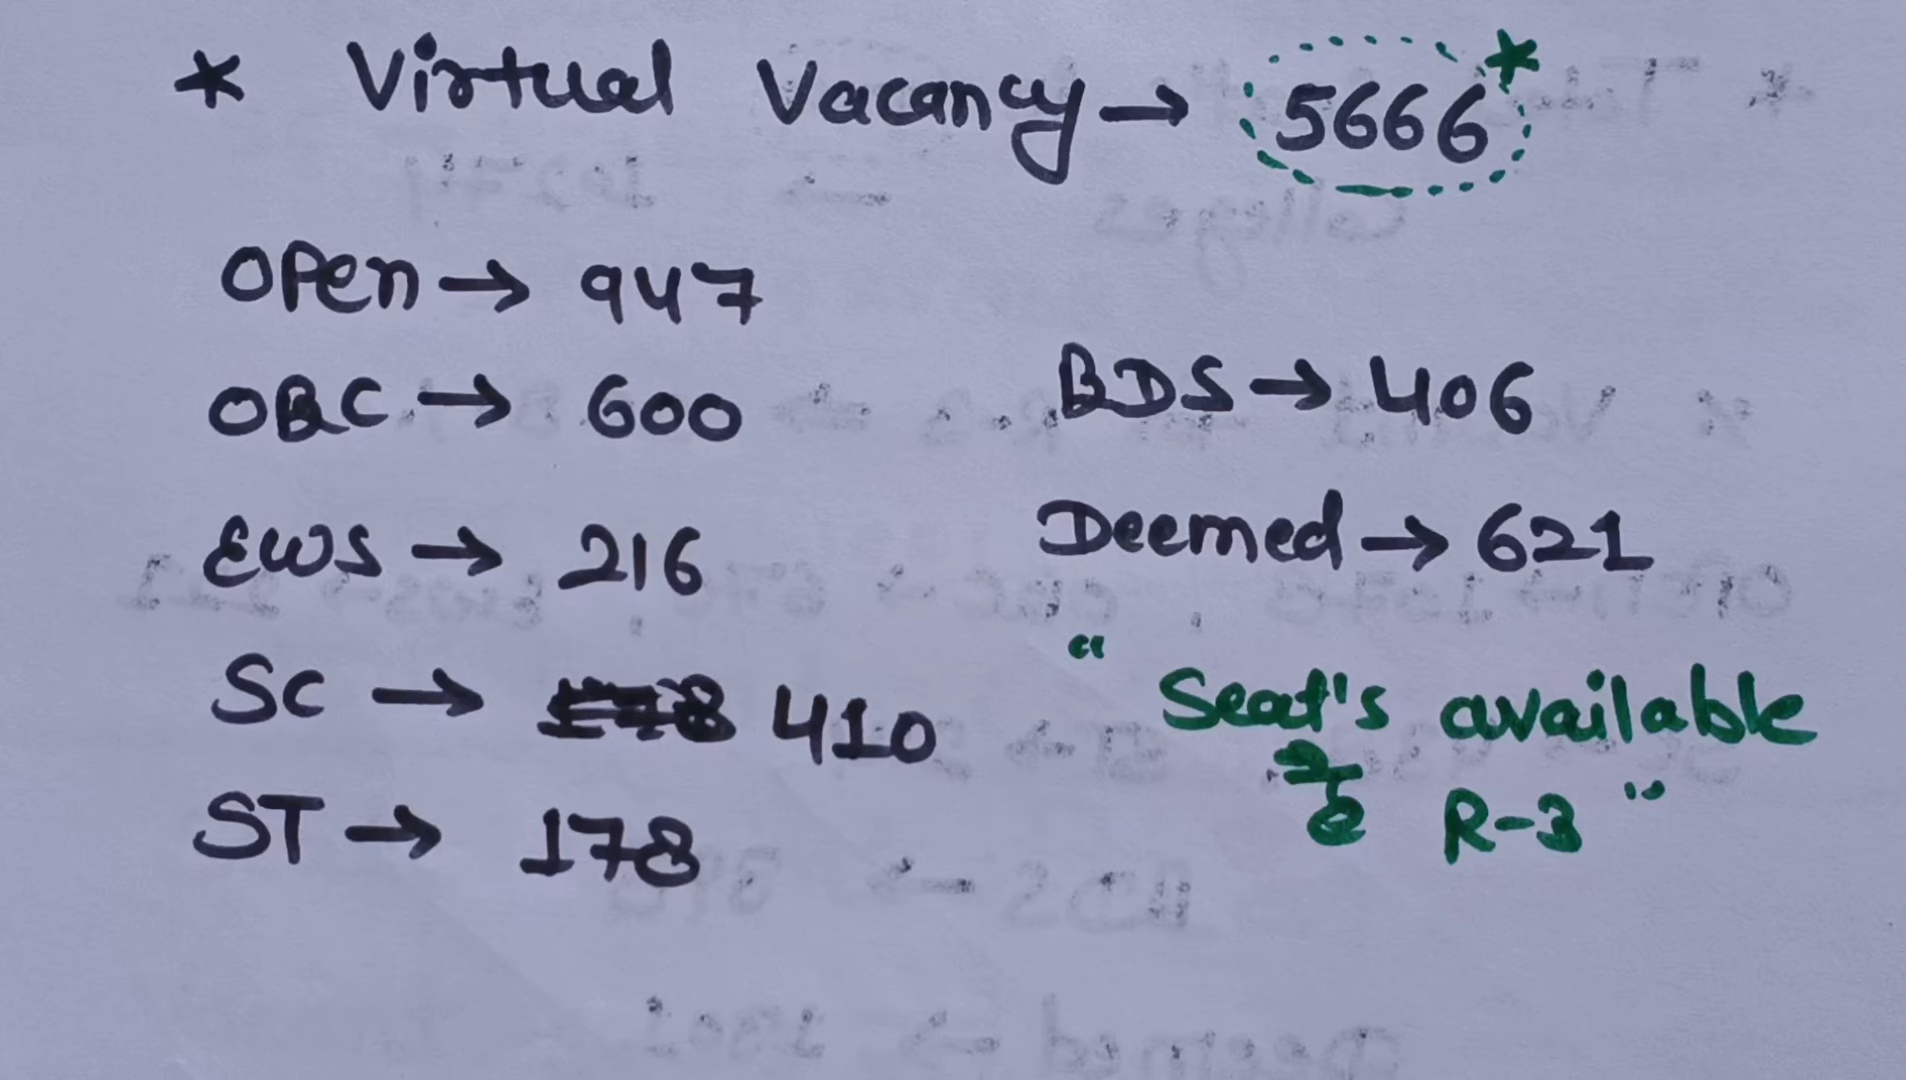 * Virtual Vacancy → 5666*
Open → 947
OBC → 600
EWS → 216
SC → 410
ST → 178
BDS → 406
Deemed → 621
"Seat's available
R-3"